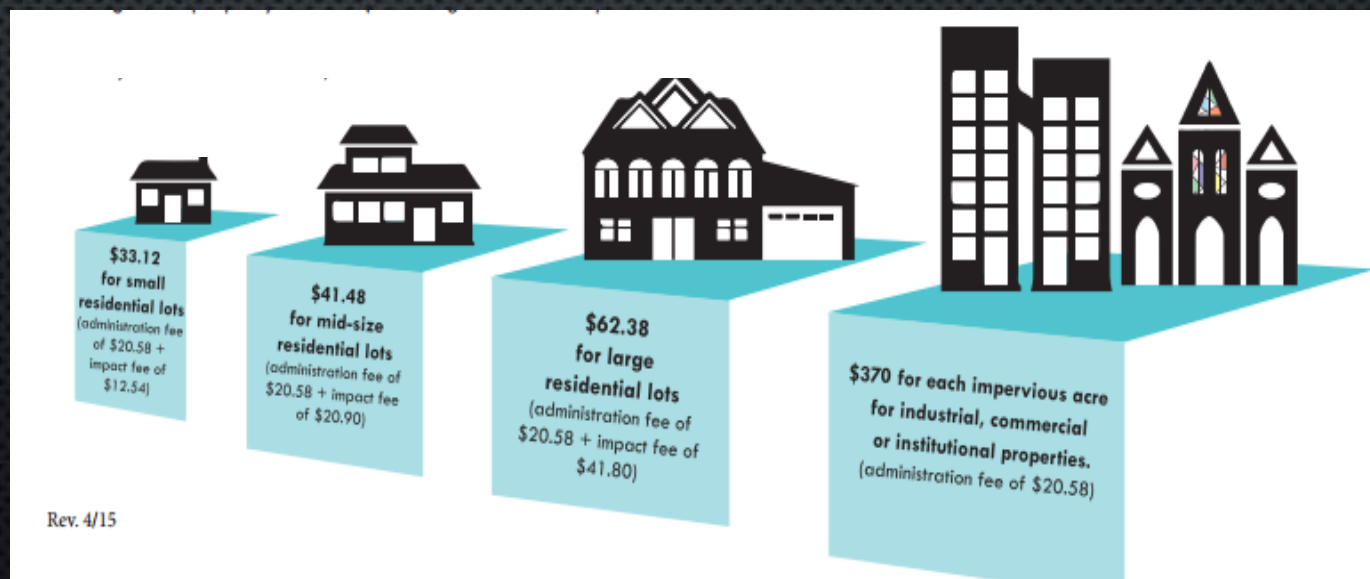 $33.12
for small
residential lots
(administration fee
of $20.58 +
impact fee of
$12.54)
$41.48
for mid-size
residential lots
(administration fee of
$20.58 + impact fee
of $20.90)
$62.38
for large
residential lots
(administration fee of
$20.58 + impact fee of
$41.80)
$370 for each impervious acre
for industrial, commercial
or institutional properties.
(administration fee of $20.58)
Rev. 4/15